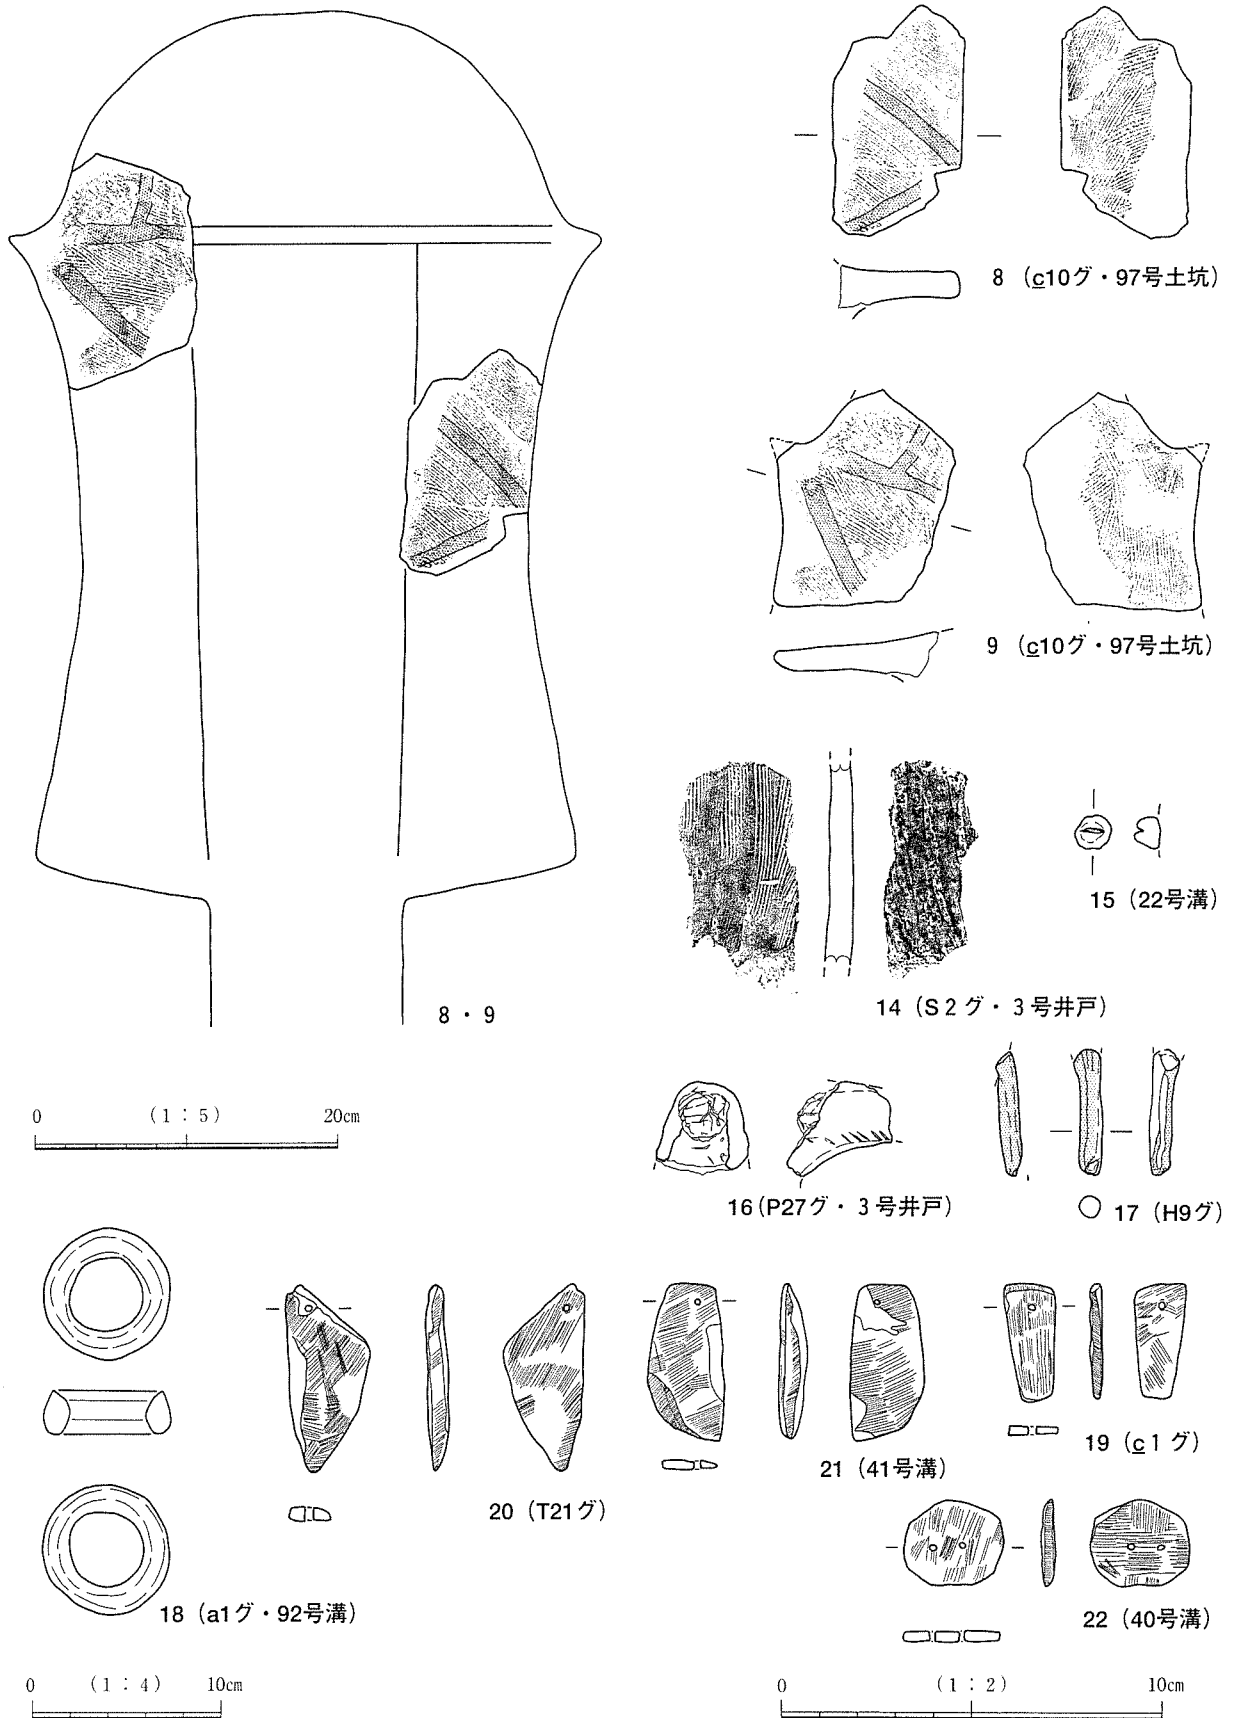 8（c10グ・97号土坑）
9（c10グ・97号土坑）
8・9
14（S2グ・3号井戸）
15（22号溝）
0 （1：5） 20cm
16（P27グ・3号井戸）
17（H9グ）
18（a1グ・92号溝）
20（T21グ）
21（41号溝）
19（c1グ）
22（40号溝）
0 （1：4） 10cm
0 （1：2） 10cm